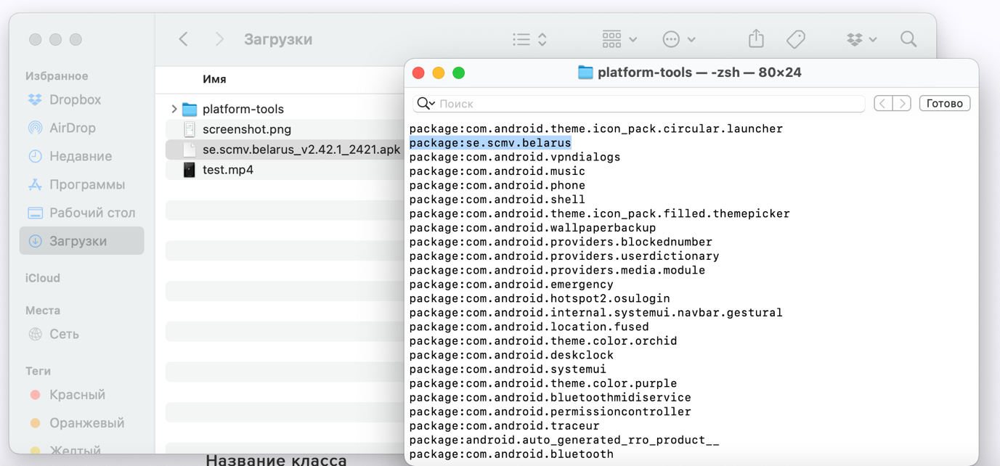 Загрузки
Избранное
Dropbox
AirDrop
Недавние
Программы
Рабочий стол
Загрузки
iCloud
Места
Сеть
Теги
Красный
Оранжевый
Желтый
Имя
platform-tools
screenshot.png
se.scmv.belarus_v2.42.1_2421.apk
test.mp4
platform-tools — -zsh — 80×24
Поиск
Готово
package:com.android.theme.icon_pack.circular.launcher
package:se.scmv.belarus
package:com.android.vpndialogs
package:com.android.music
package:com.android.phone
package:com.android.shell
package:com.android.theme.icon_pack.filled.themepicker
package:com.android.wallpaperbackup
package:com.android.providers.blockednumber
package:com.android.providers.userdictionary
package:com.android.providers.media.module
package:com.android.emergency
package:com.android.hotspot2.osulogin
package:com.android.internal.systemui.navbar.gestural
package:com.android.location.fused
package:com.android.theme.color.orchid
package:com.android.deskclock
package:com.android.systemui
package:com.android.theme.color.purple
package:com.android.bluetoothmidiservice
package:com.android.permissioncontroller
package:com.android.traceur
package:android.auto_generated_rro_product__
package:com.android.bluetooth
Название класса